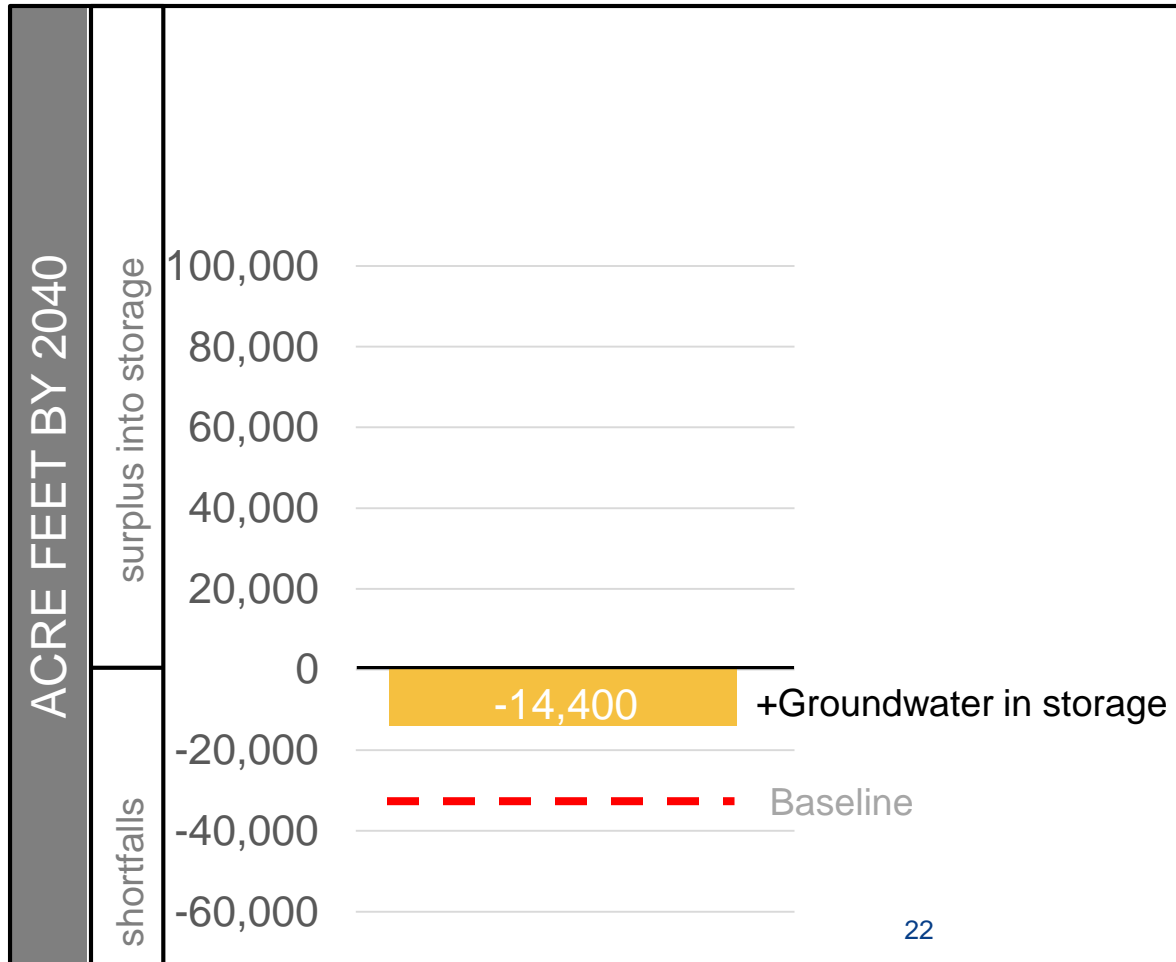 ACRE FEET BY 2040
surplus into storage
shortfalls
100,000
80,000
60,000
40,000
20,000
0
-20,000
-40,000
-60,000
-14,400
+Groundwater in storage
Baseline
22